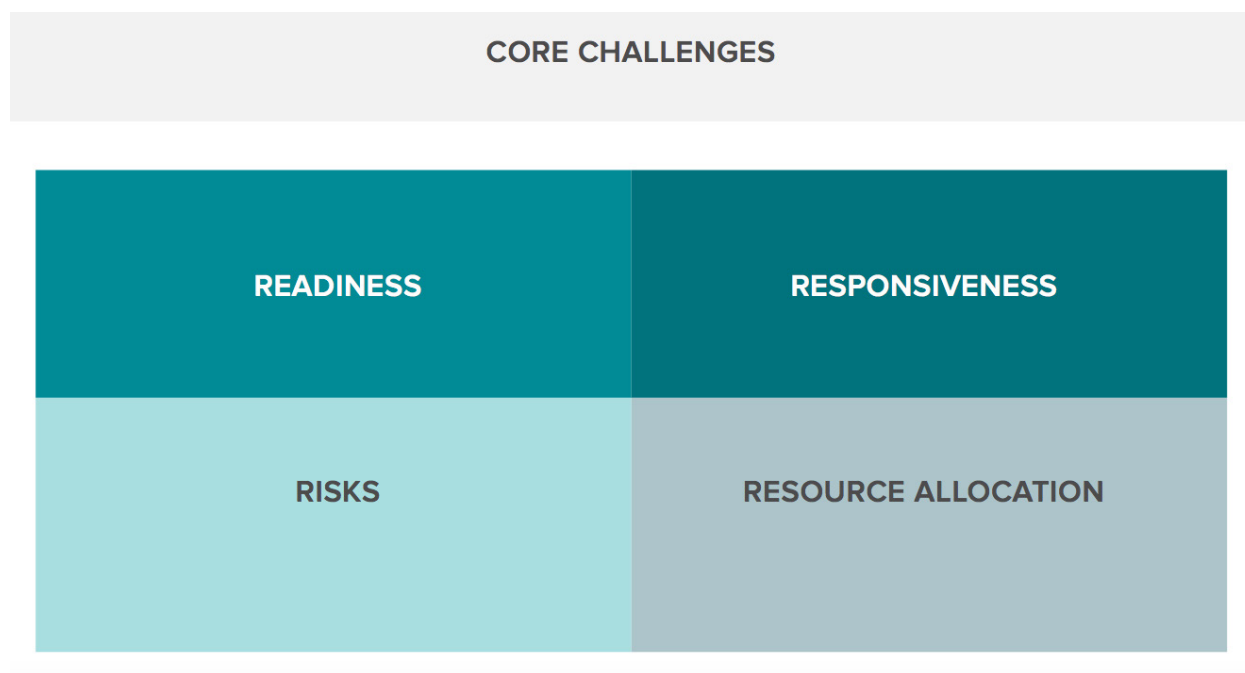 CORE CHALLENGES
READINESS
RESPONSIVENESS
RISKS
RESOURCE ALLOCATION